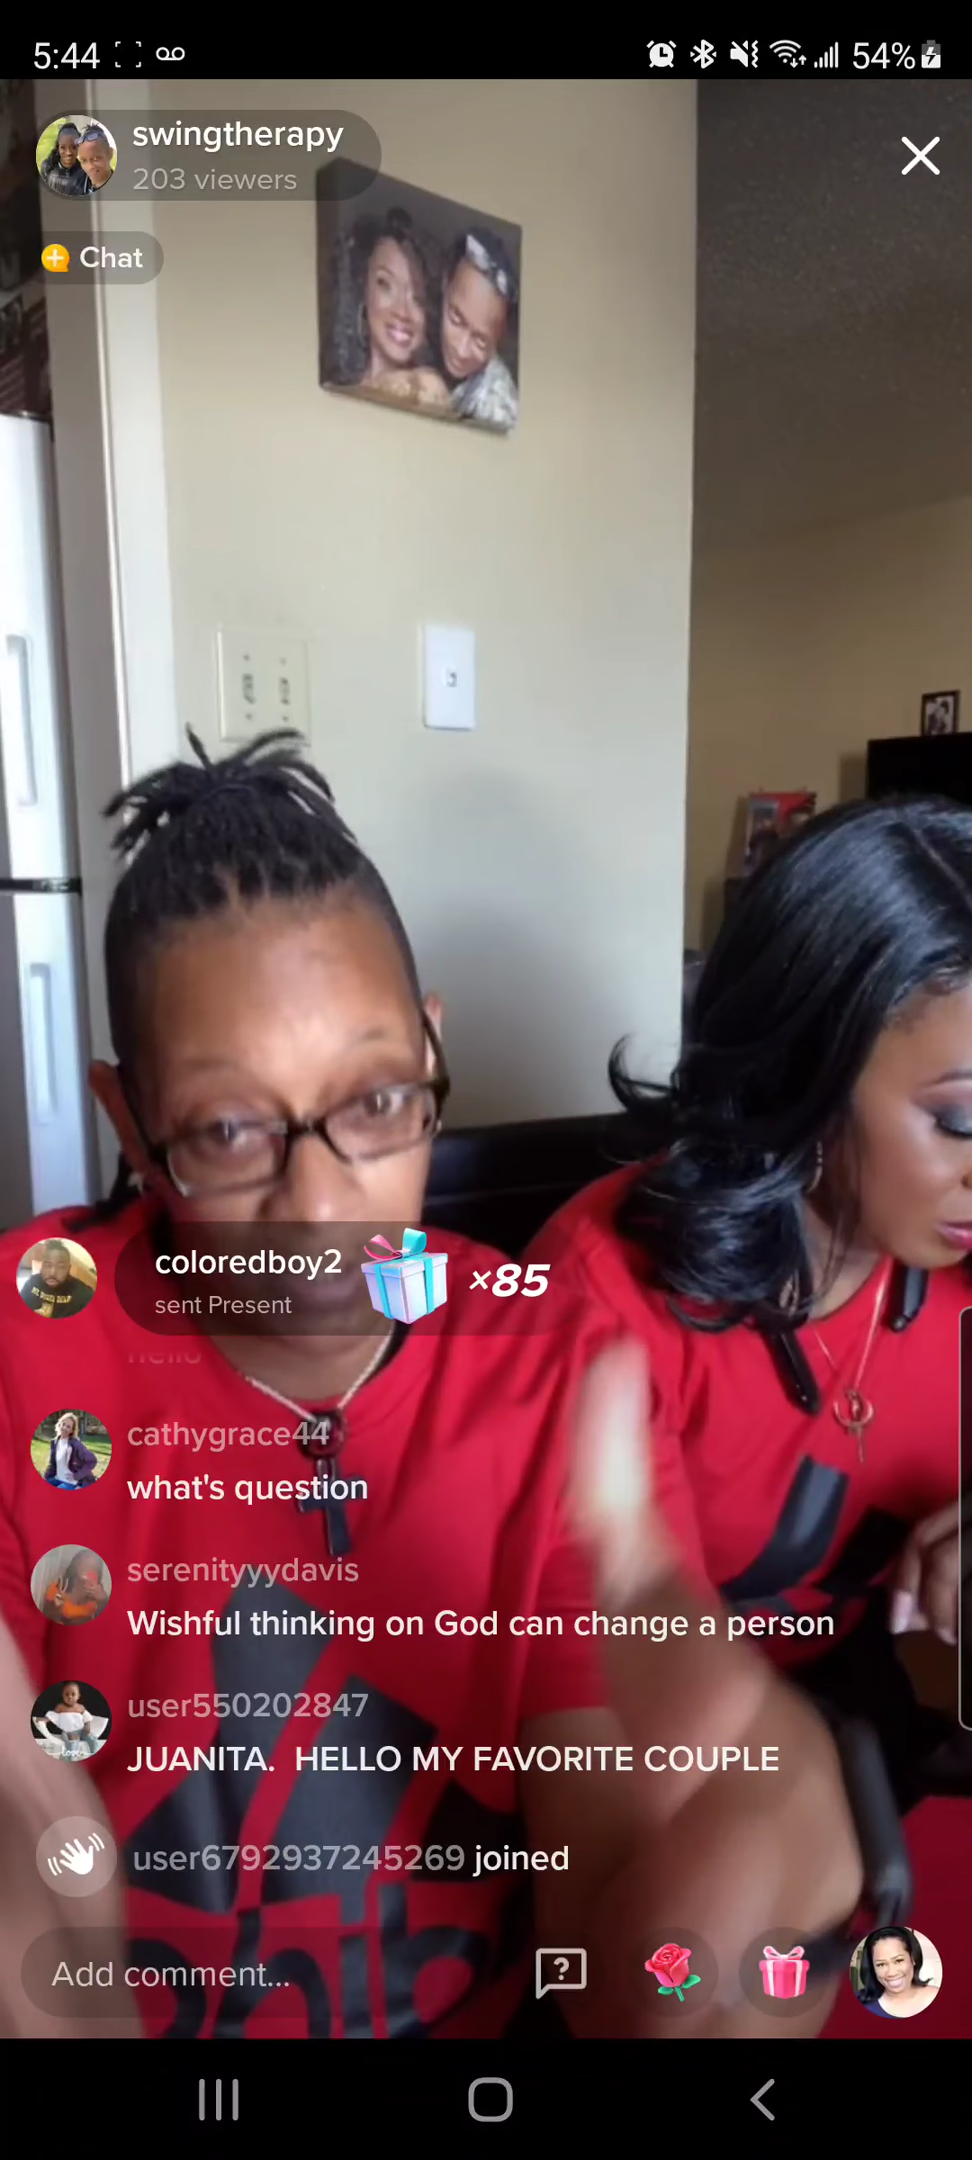 5:44
54%
swingtherapy
203 viewers
Chat
coloredboy2
sent Present
×85
hello
cathygrace44
what's question
serenityyydavis
Wishful thinking on God can change a person
user550202847
JUANITA. HELLO MY FAVORITE COUPLE
user6792937245269 joined
Add comment...